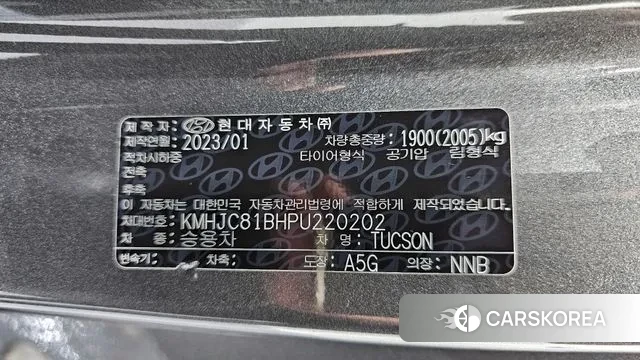 제 작 자: 현대자동차㈜
제작연월: 2023/01 차량총중량: 1900(2005)kg
적차시하중 타이어형식 공기압 림형식
전축
후축
이 자동차는 대한민국 자동차관리법령에 적합하게 제작되었습니다.
차대번호: KMHJC81BHPU220202
차 종: 승용차 차 명: TUCSON
변속기: 차축: 도장: A5G 의장: NNB
CARSKOREA